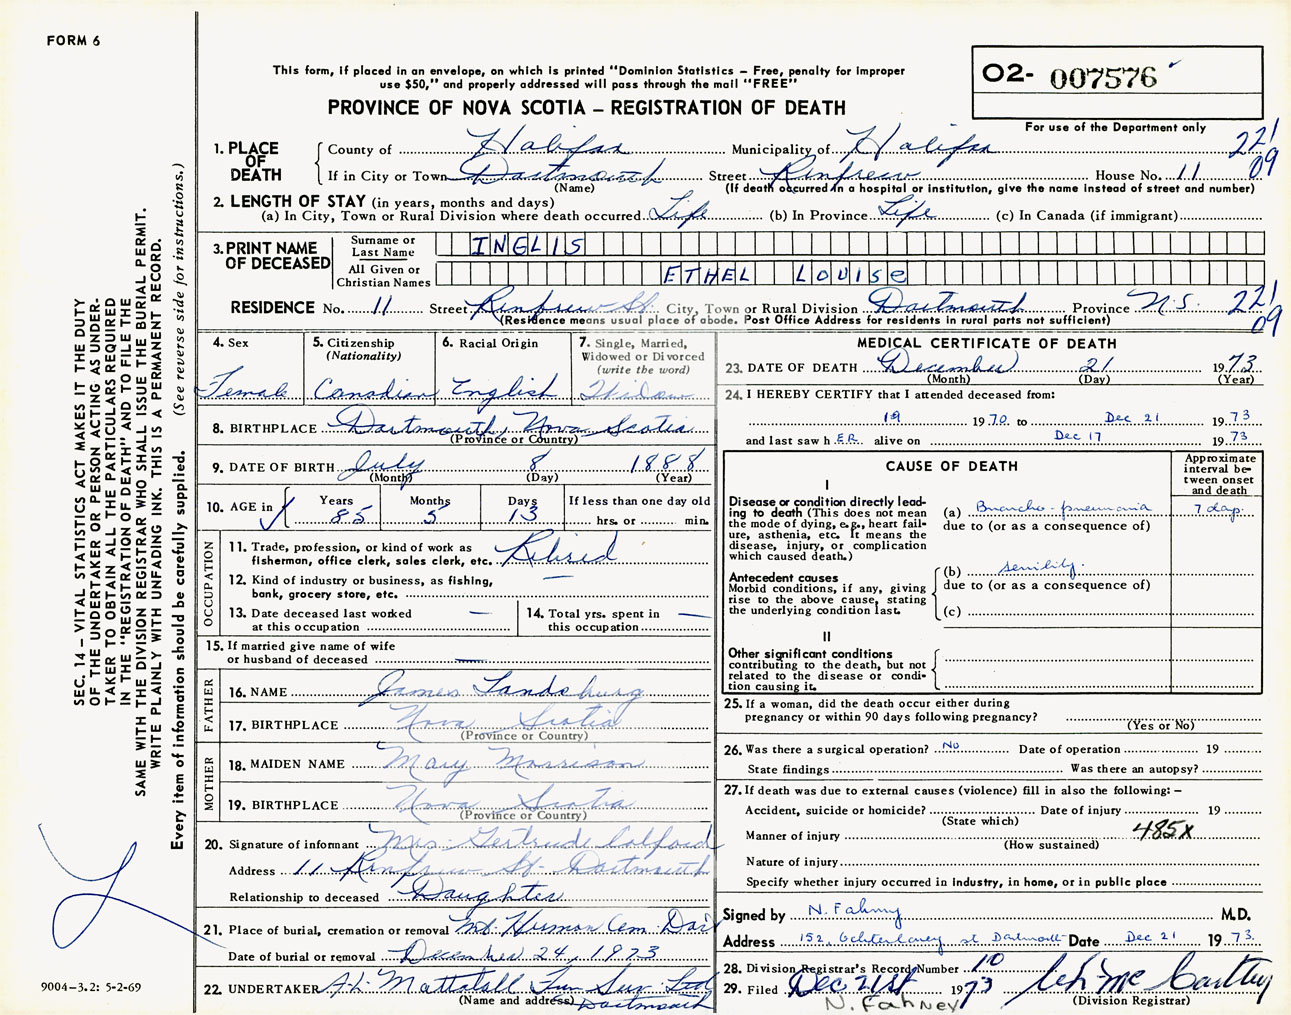 FORM 6
This form, if placed in an envelope, on which is printed "Dominion Statistics – Free, penalty for improper
use $50," and properly addressed will pass through the mail "FREE"
PROVINCE OF NOVA SCOTIA – REGISTRATION OF DEATH
02- 007576
For use of the Department only
1. PLACE OF DEATH
County of Halifax Municipality of Halifax 221
If in City or Town Dartmouth Street Renfrew House No. 11 09
(Name) (If death occurred in a hospital or institution, give the name instead of street and number)
2. LENGTH OF STAY (in years, months and days)
(a) In City, Town or Rural Division where death occurred Life (b) In Province Life (c) In Canada (if immigrant)
3. PRINT NAME OF DECEASED
Surname or Last Name INGLIS
All Given or Christian Names ETHEL LOUISE
RESIDENCE No. 11 Street Renfrew St. City, Town or Rural Division Dartmouth Province N.S. 221
(Residence means usual place of abode. Post Office Address for residents in rural parts not sufficient) 09
4. Sex
Female
5. Citizenship
(Nationality)
Canadian
6. Racial Origin
English
7. Single, Married,
Widowed or Divorced
(write the word)
Widow
8. BIRTHPLACE Dartmouth, Nova Scotia
(Province or Country)
9. DATE OF BIRTH July 8 1888
(Month) (Day) (Year)
10. AGE in Years Months Days If less than one day old
85 5 13 hrs. or min.
OCCUPATION
11. Trade, profession, or kind of work as
fisherman, office clerk, sales clerk, etc. Retired
12. Kind of industry or business, as fishing, —
bank, grocery store, etc.
13. Date deceased last worked —
at this occupation
14. Total yrs. spent in —
this occupation
15. If married give name of wife
or husband of deceased —
FATHER
16. NAME James Landsburg
17. BIRTHPLACE Nova Scotia
(Province or Country)
MOTHER
18. MAIDEN NAME Mary Morrison
19. BIRTHPLACE Nova Scotia
(Province or Country)
20. Signature of informant Mrs. Gertrude
Address 11 Renfrew St. Dartmouth
Relationship to deceased Daughter
21. Place of burial, cremation or removal Mt. Hermon Cem. Dar
Date of burial or removal December 24, 1973
22. UNDERTAKER A.L. Mattatall Fun. Ser. Ltd
(Name and address) Dartmouth
MEDICAL CERTIFICATE OF DEATH
23. DATE OF DEATH December 21 1973
(Month) (Day) (Year)
24. I HEREBY CERTIFY that I attended deceased from:
19 1970 to Dec 21 1973
and last saw h ER alive on Dec 17 1973
CAUSE OF DEATH
Approximate
interval be-
tween onset
and death
I
Disease or condition directly lead-
ing to death (This does not mean
the mode of dying, e.g., heart fail-
ure, asthenia, etc. It means the
disease, injury, or complication
which caused death.)
(a) Broncho-pneumonia 7 days
due to (or as a consequence of)
Antecedent causes
Morbid conditions, if any, giving
rise to the above cause, stating
the underlying condition last.
(b) senility
due to (or as a consequence of)
(c)
II
Other significant conditions
contributing to the death, but not
related to the disease or condi-
tion causing it.
25. If a woman, did the death occur either during
pregnancy or within 90 days following pregnancy?
(Yes or No)
26. Was there a surgical operation? No Date of operation 19
State findings Was there an autopsy?
27. If death was due to external causes (violence) fill in also the following: –
Accident, suicide or homicide? Date of injury 19
(State which)
Manner of injury 485X
(How sustained)
Nature of injury
Specify whether injury occurred in industry, in home, or in public place
Signed by N. Fahney M.D.
Address 152, Ochterloney st Dartmouth Date Dec 21 1973
28. Division Registrar's Record Number 10
29. Filed Dec 21st 1973
(Division Registrar)
N. FAHNEY
SEC. 14 – VITAL STATISTICS ACT MAKES IT THE DUTY
OF THE UNDERTAKER OR PERSON ACTING AS UNDER-
TAKER TO OBTAIN ALL THE PARTICULARS REQUIRED
IN THE "REGISTRATION OF DEATH" AND TO FILE THE
SAME WITH THE DIVISION REGISTRAR WHO SHALL ISSUE THE BURIAL PERMIT.
WRITE PLAINLY WITH UNFADING INK. THIS IS A PERMANENT RECORD.
Every item of information should be carefully supplied. (See reverse side for instructions.)
9004-3.2: 5-2-69